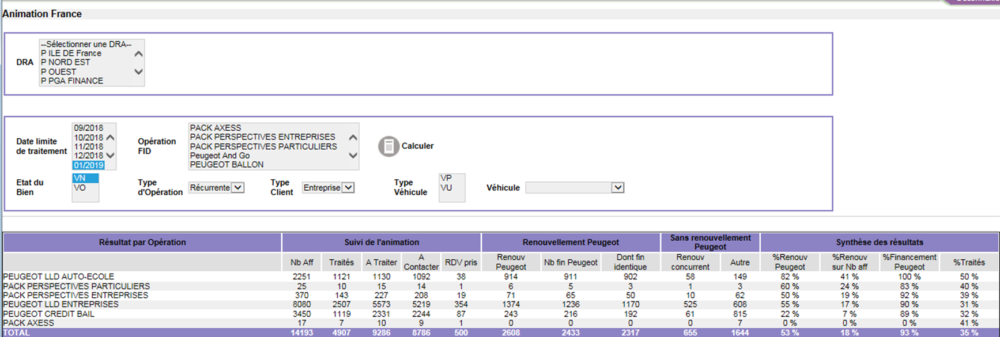 Animation France
DRA
--Sélectionner une DRA--
P ILE DE France
P NORD EST
P OUEST
P PGA FINANCE
Date limite de traitement
09/2018
10/2018
11/2018
12/2018
01/2019
Opération FID
PACK AXESS
PACK PERSPECTIVES ENTREPRISES
PACK PERSPECTIVES PARTICULIERS
Peugeot And Go
PEUGEOT BALLON
Calculer
Etat du Bien
VN
VO
Type d'Opération
Récurrente
Type Client
Entreprise
Type Véhicule
VP
VU
Véhicule
Résultat par Opération Suivi de l'animation Renouvellement Peugeot Sans renouvellement Peugeot Synthèse des résultats
Nb Aff Traités A Traiter A Contacter RDV pris Renouv Peugeot Nb fin Peugeot Dont fin identique Renouv concurrent Autre %Renouv Peugeot %Renouv sur Nb aff %Financement Peugeot %Traités
PEUGEOT LLD AUTO-ECOLE 2251 1121 1130 1092 38 914 911 902 58 149 82 % 41 % 100 % 50 %
PACK PERSPECTIVES PARTICULIERS 25 10 15 14 1 6 5 3 1 3 60 % 24 % 83 % 40 %
PACK PERSPECTIVES ENTREPRISES 370 143 227 208 19 71 65 50 10 62 50 % 19 % 92 % 39 %
PEUGEOT LLD ENTREPRISES 8080 2507 5573 5219 354 1374 1236 1170 525 608 55 % 17 % 90 % 31 %
PEUGEOT CREDIT BAIL 3450 1119 2331 2244 87 243 216 192 61 815 22 % 7 % 89 % 32 %
PACK AXESS 17 7 10 9 1 0 0 0 0 7 0 % 0 % 0 % 41 %
TOTAL 14193 4907 9286 8786 500 2608 2433 2317 655 1644 53 % 18 % 93 % 35 %